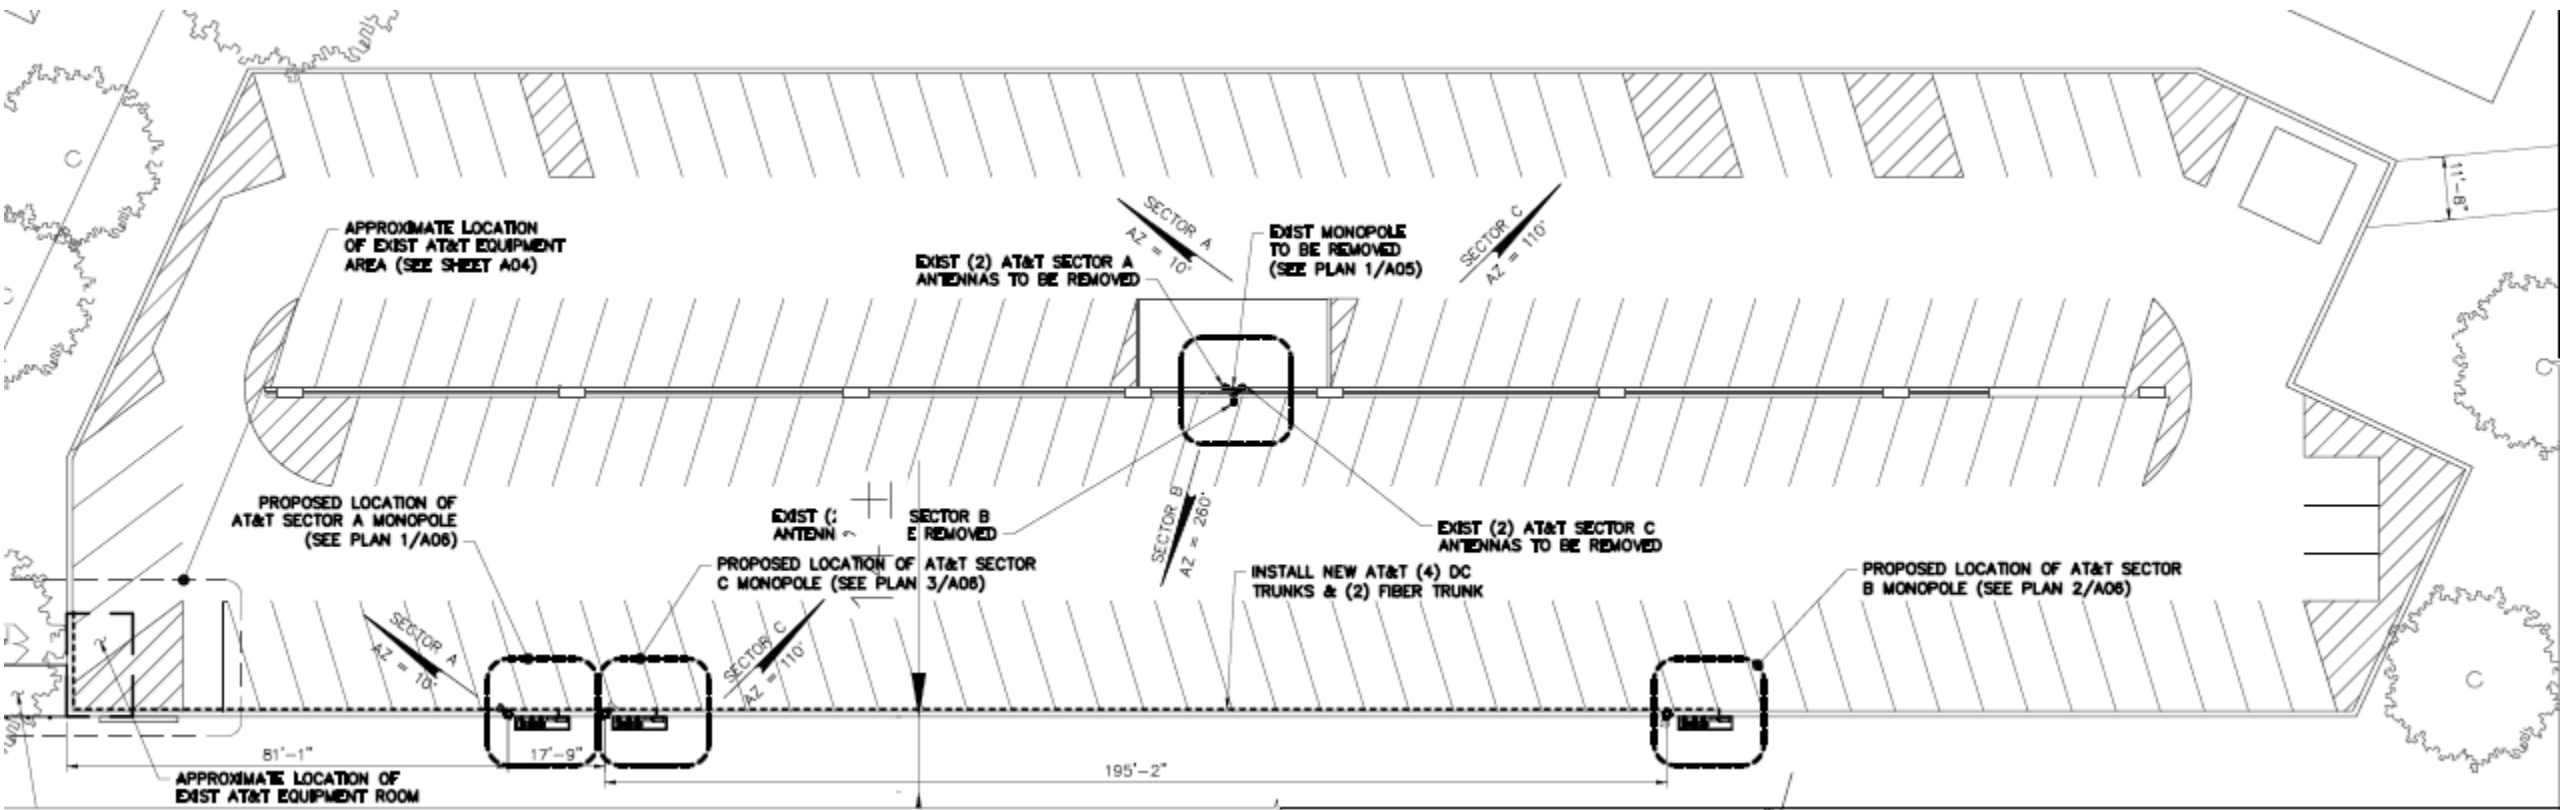 APPROXIMATE LOCATION
OF EXIST AT&T EQUIPMENT
AREA (SEE SHEET A04)
SECTOR A
AZ = 10°
EXIST MONOPOLE
TO BE REMOVED
(SEE PLAN 1/A05)
SECTOR C
AZ = 110°
11'-8"
EXIST (2) AT&T SECTOR A
ANTENNAS TO BE REMOVED
PROPOSED LOCATION OF
AT&T SECTOR A MONOPOLE
(SEE PLAN 1/A06)
EXIST (2 SECTOR B
ANTENN E REMOVED
SECTOR B
AZ = 260°
EXIST (2) AT&T SECTOR C
ANTENNAS TO BE REMOVED
PROPOSED LOCATION OF AT&T SECTOR
C MONOPOLE (SEE PLAN 3/A06)
INSTALL NEW AT&T (4) DC
TRUNKS & (2) FIBER TRUNK
PROPOSED LOCATION OF AT&T SECTOR
B MONOPOLE (SEE PLAN 2/A06)
SECTOR A
AZ = 10°
SECTOR C
AZ = 110°
81'-1"
17'-9"
195'-2"
APPROXIMATE LOCATION OF
EXIST AT&T EQUIPMENT ROOM